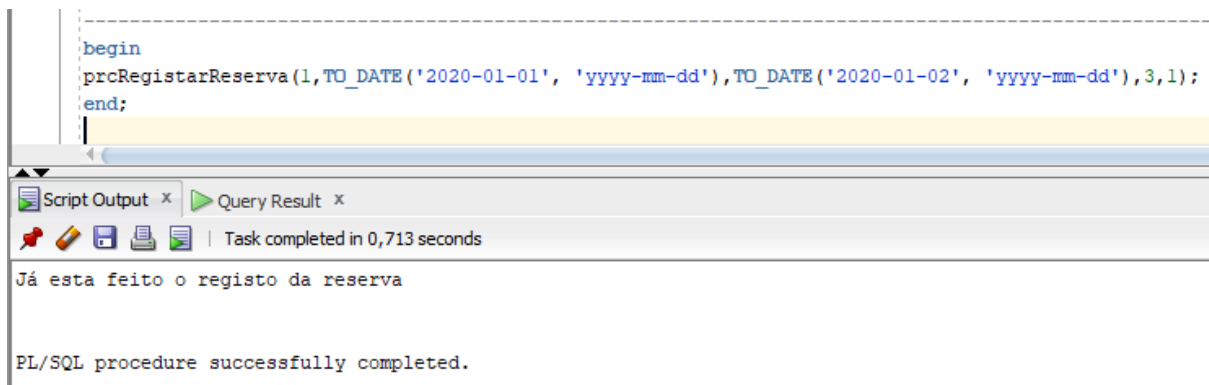 begin
prcRegistarReserva(1,TO_DATE('2020-01-01', 'yyyy-mm-dd'),TO_DATE('2020-01-02', 'yyyy-mm-dd'),3,1);
end;
Script Output x Query Result x
Task completed in 0,713 seconds
Já esta feito o registo da reserva
PL/SQL procedure successfully completed.